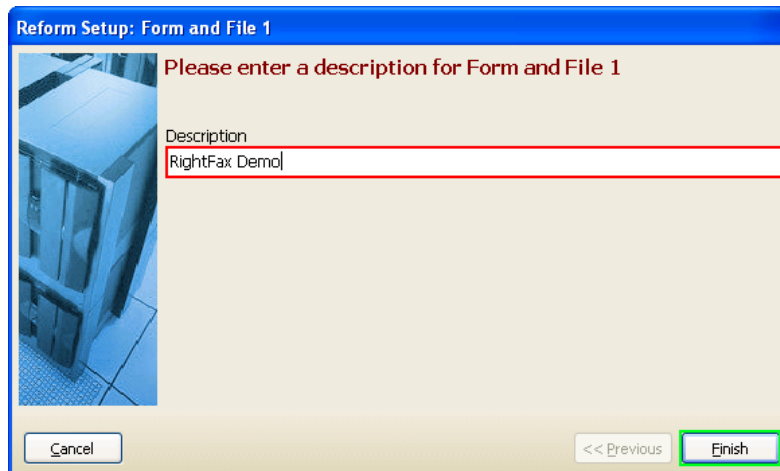 Reform Setup: Form and File 1
Please enter a description for Form and File 1
Description
RightFax Demo
Cancel
<< Previous
Finish